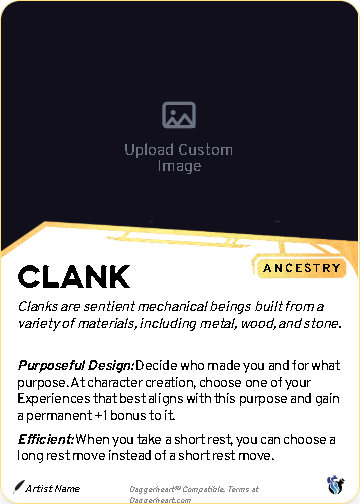 Upload Custom
Image
ANCESTRY
CLANK
Clanks are sentient mechanical beings built from a
variety of materials, including metal, wood, and stone.
Purposeful Design: Decide who made you and for what
purpose. At character creation, choose one of your
Experiences that best aligns with this purpose and gain
a permanent +1 bonus to it.
Efficient: When you take a short rest, you can choose a
long rest move instead of a short rest move.
Artist Name
Daggerheart™ Compatible. Terms at
Daggerheart.com